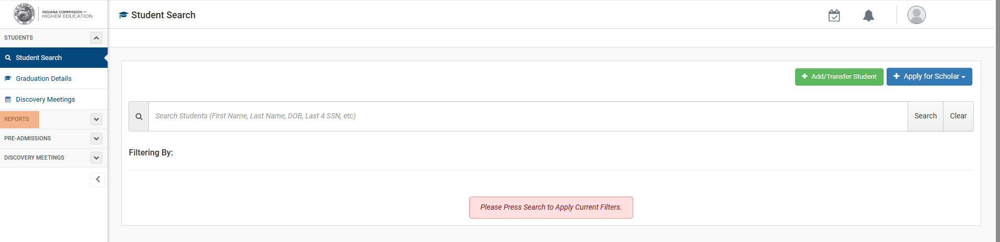 INDIANA COMMISSION for
HIGHER EDUCATION
Student Search
STUDENTS
Student Search
Graduation Details
Discovery Meetings
REPORTS
PRE-ADMISSIONS
DISCOVERY MEETINGS
Add/Transfer Student
Apply for Scholar
Search Students (First Name, Last Name, DOB, Last 4 SSN, etc)
Search
Clear
Filtering By:
Please Press Search to Apply Current Filters.